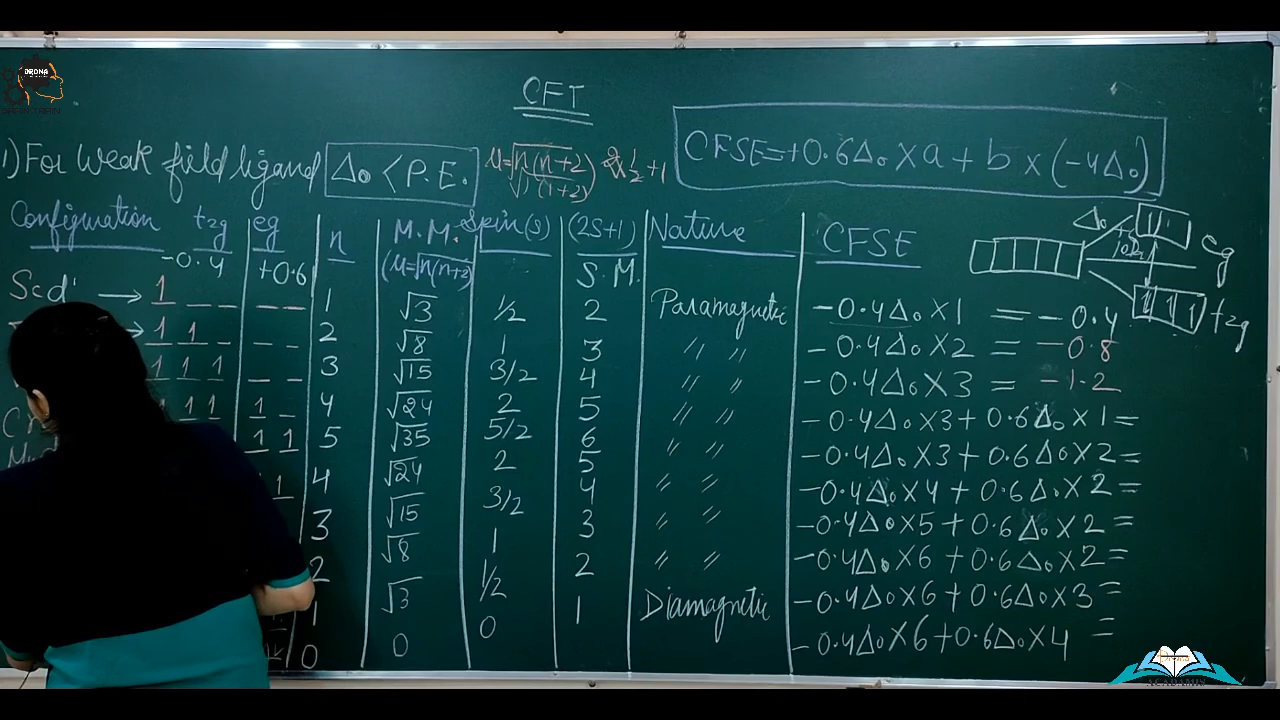 DRONA
CFT
1) For Weak field ligand Δo < P.E.
μ=√n(n+2)
√1(1+2)
CFSE=+0.6Δo X a + b x (-4Δo)
Configuration t2g eg n M.M. Spin(s) (2S+1) Nature CFSE
-0.4 +0.6 (μ=√n(n+2) S.M.
Δo
eg
t2g
Scd¹ → 1 _ _ _ _ 1 √3 1/2 2 Paramagnetic -0.4Δo X 1 = -0.4
→ 1 1 _ _ _ 2 √8 1 3 〃 〃 -0.4Δo X 2 = -0.8
1 1 1 _ _ 3 √15 3/2 4 〃 〃 -0.4Δo X 3 = -1.2
1 1 1 _ 4 √24 2 5 〃 〃 -0.4Δo X 3 + 0.6Δo X 1 =
1 1 5 √35 5/2 6 〃 〃 -0.4Δo X 3 + 0.6Δo X 2 =
1 4 √24 2 5 〃 〃 -0.4Δo X 4 + 0.6Δo X 2 =
3 √15 3/2 4 〃 〃 -0.4Δo X 5 + 0.6Δo X 2 =
2 √8 1 3 〃 〃 -0.4Δo X 6 + 0.6Δo X 2 =
1 √3 1/2 2 -0.4Δo X 6 + 0.6Δo X 3 =
0 0 0 1 Diamagnetic -0.4Δo X 6 + 0.6Δo X 4 =